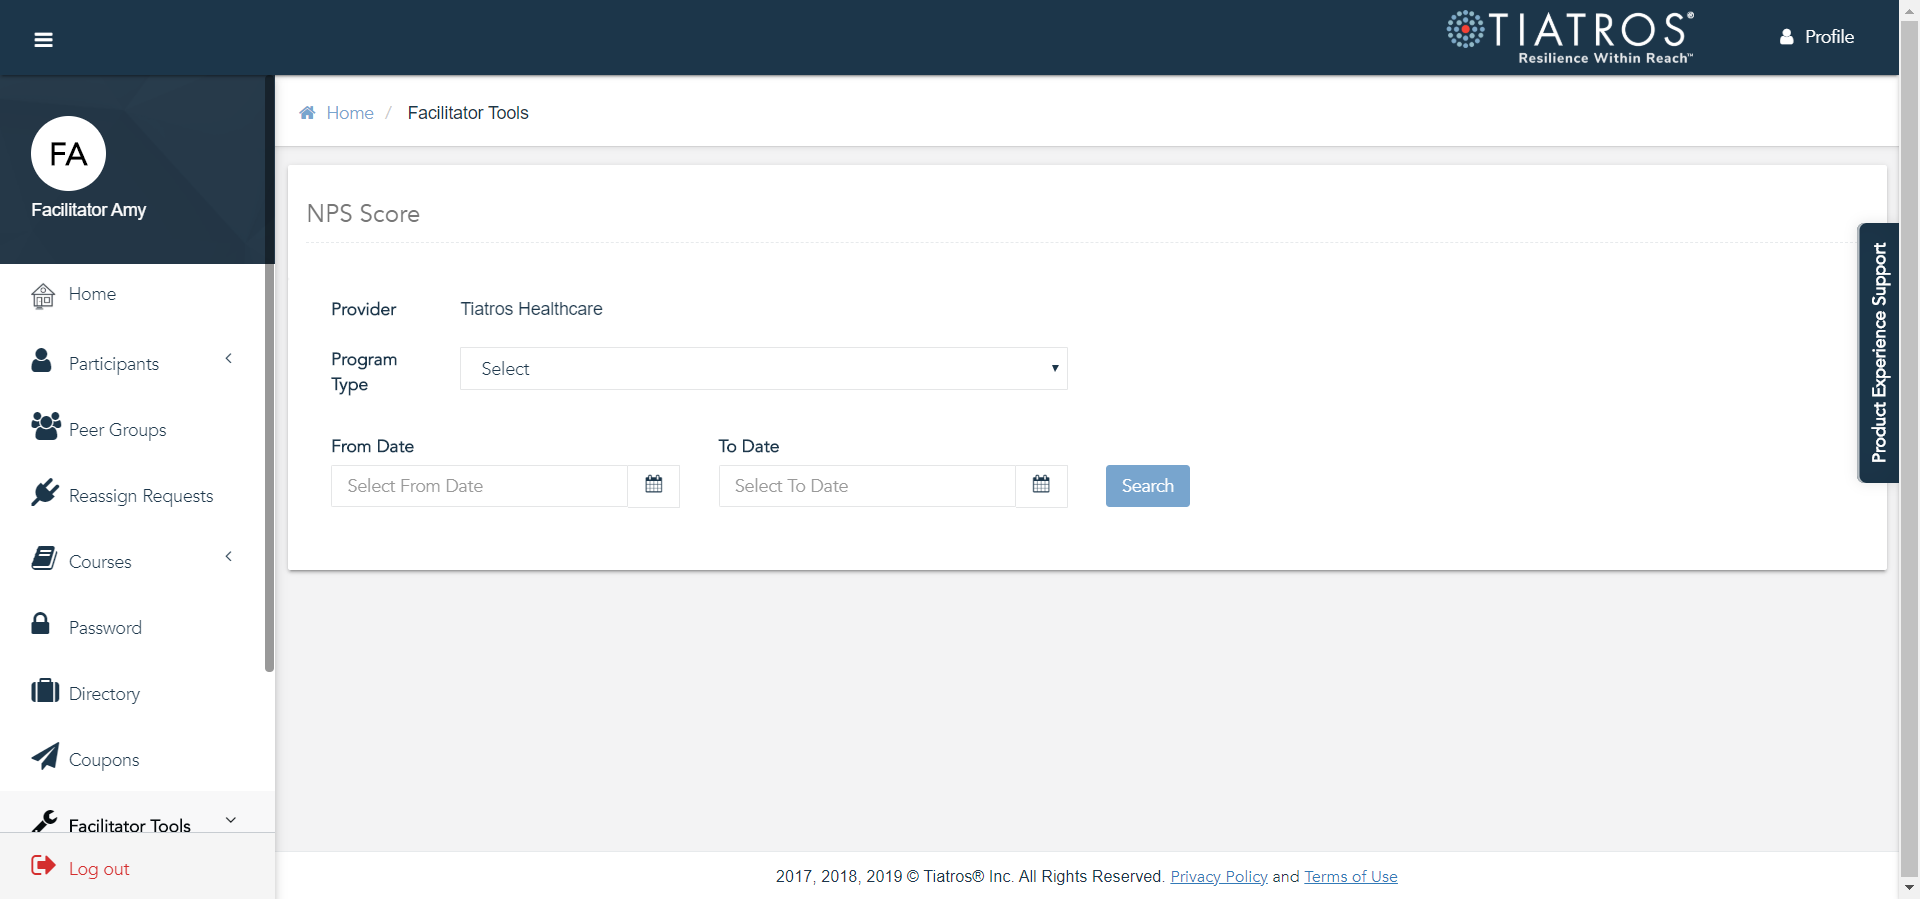 TIATROS®
Resilience Within Reach™
Profile
FA
Facilitator Amy
Home
Participants
Peer Groups
Reassign Requests
Courses
Password
Directory
Coupons
Facilitator Tools
Log out
Home / Facilitator Tools
NPS Score
Provider Tiatros Healthcare
Program
Type
Select
From Date To Date
Select From Date Select To Date Search
Product Experience Support
2017, 2018, 2019 © Tiatros® Inc. All Rights Reserved. Privacy Policy and Terms of Use